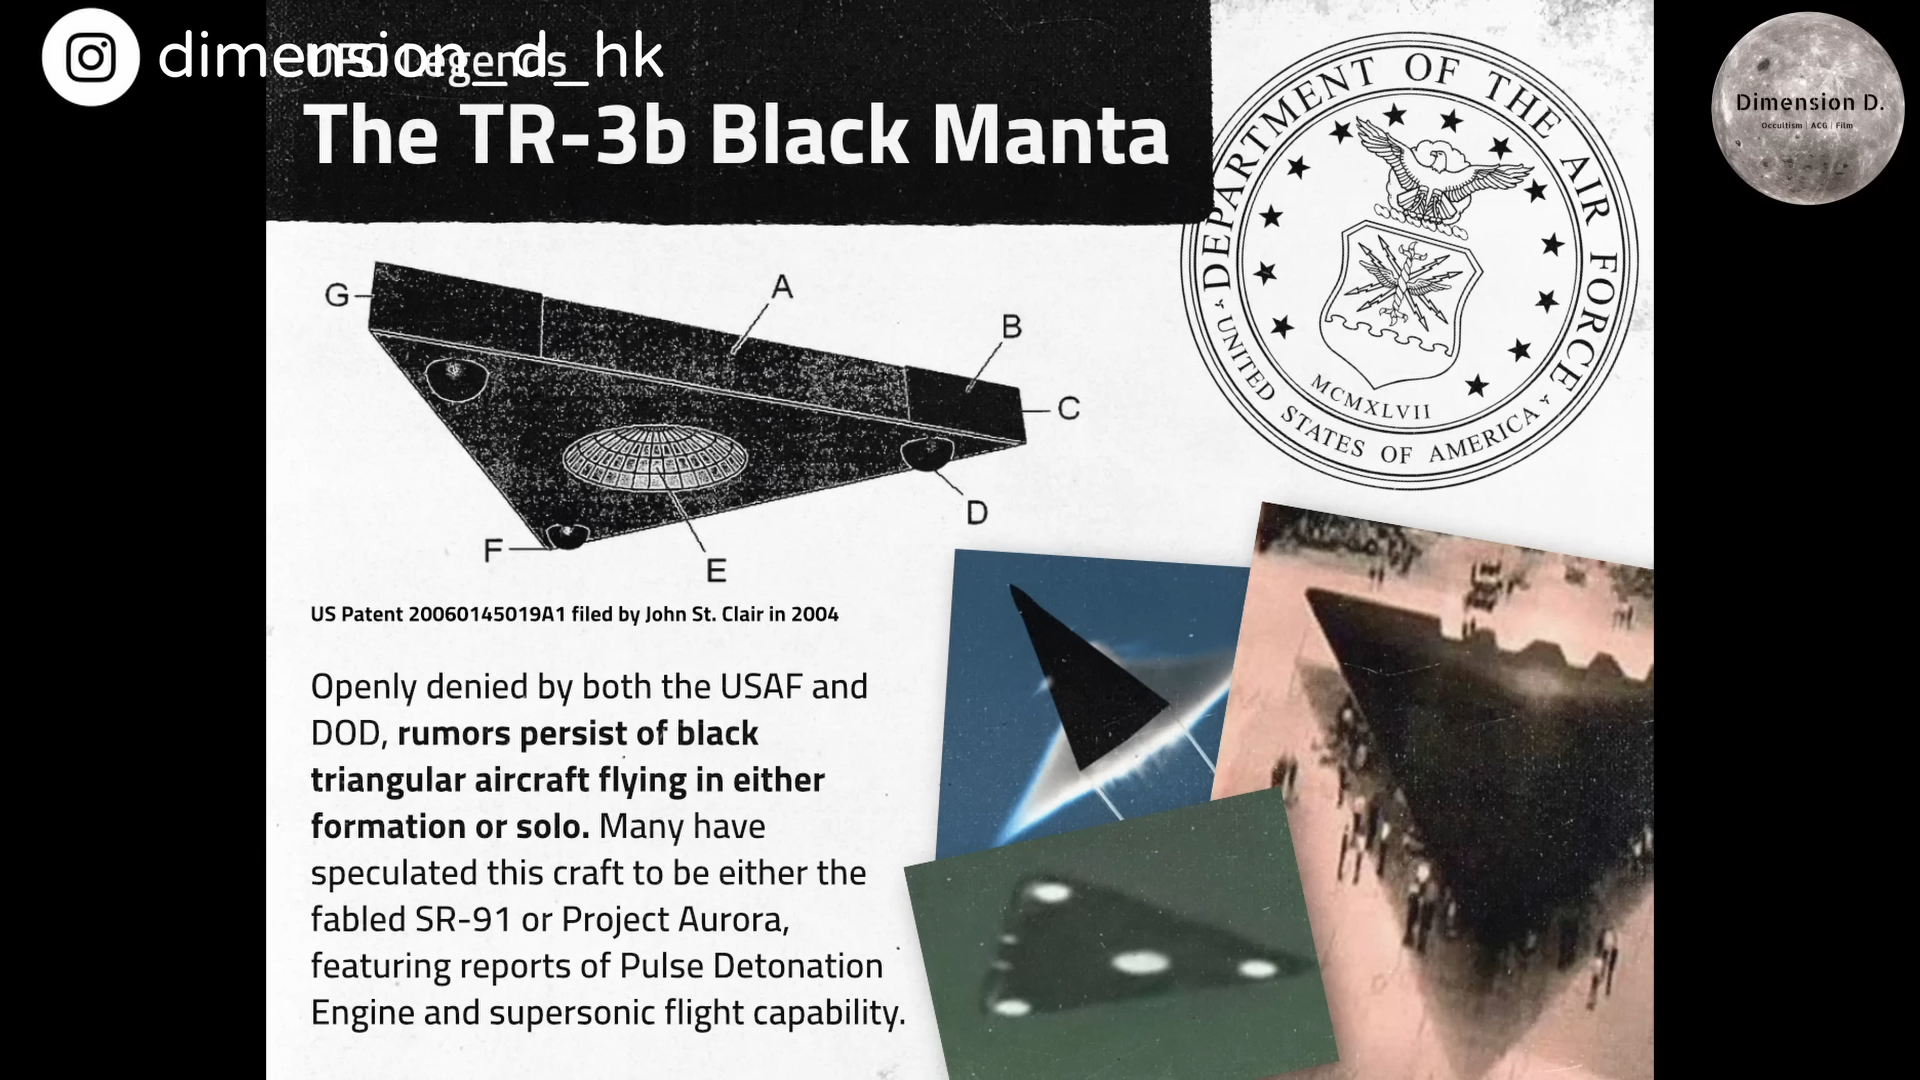 dimension_d_hk
UFO Legends
The TR-3b Black Manta
Dimension D.
Occultism | ACG | Film
DEPARTMENT OF THE AIR FORCE
UNITED STATES OF AMERICA
MCMXLVII
G
A
B
C
D
F
E
US Patent 20060145019A1 filed by John St. Clair in 2004
Openly denied by both the USAF and
DOD, rumors persist of black
triangular aircraft flying in either
formation or solo. Many have
speculated this craft to be either the
fabled SR-91 or Project Aurora,
featuring reports of Pulse Detonation
Engine and supersonic flight capability.